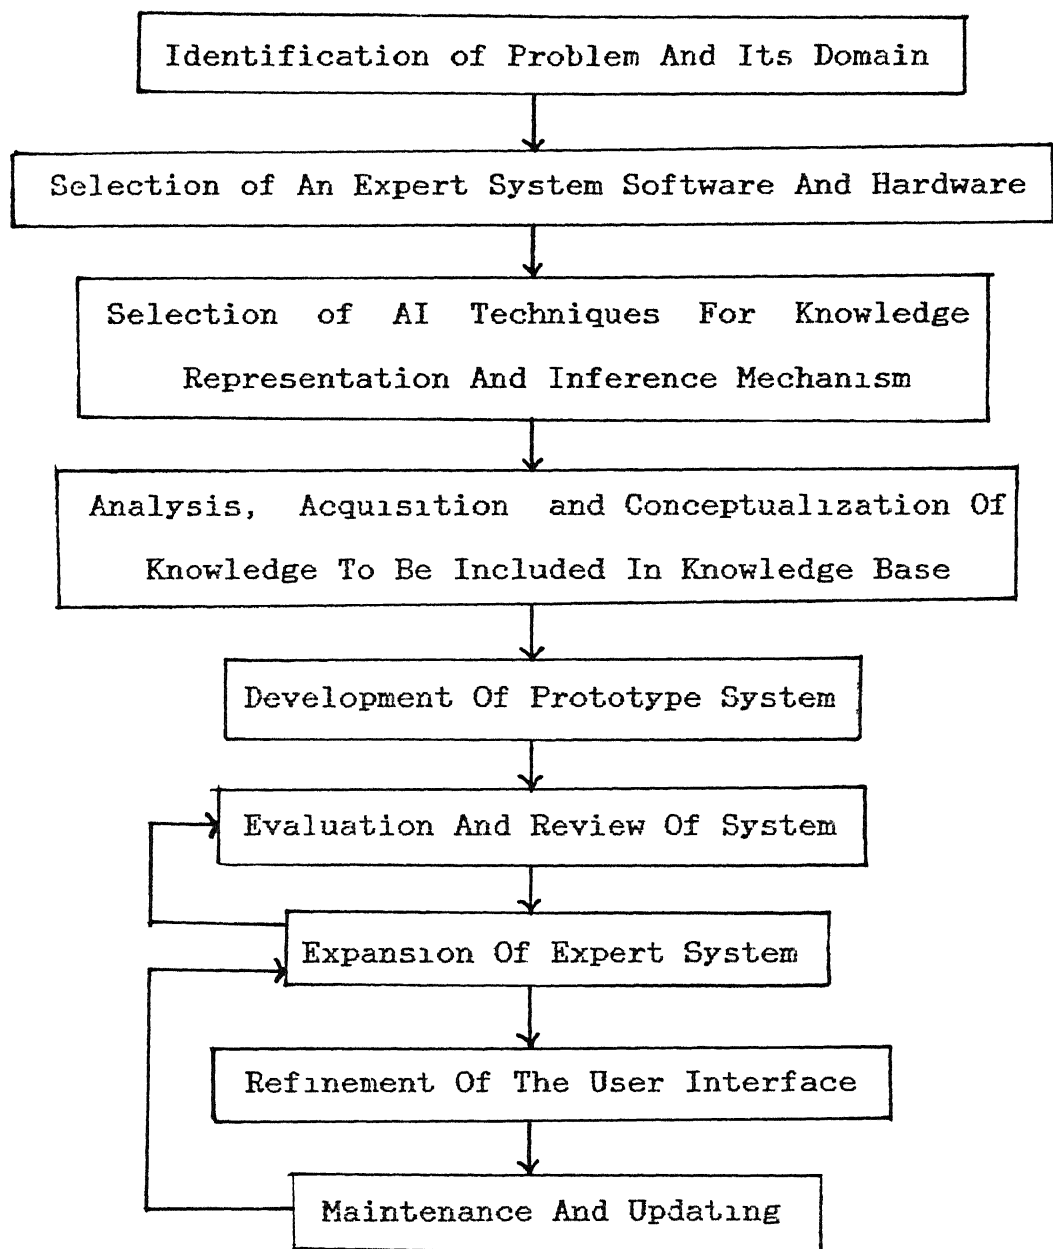 Identification of Problem And Its Domain
Selection of An Expert System Software And Hardware
Selection of AI Techniques For Knowledge
Representation And Inference Mechanism
Analysis, Acquisition and Conceptualization Of
Knowledge To Be Included In Knowledge Base
Development Of Prototype System
Evaluation And Review Of System
Expansion Of Expert System
Refinement Of The User Interface
Maintenance And Updating